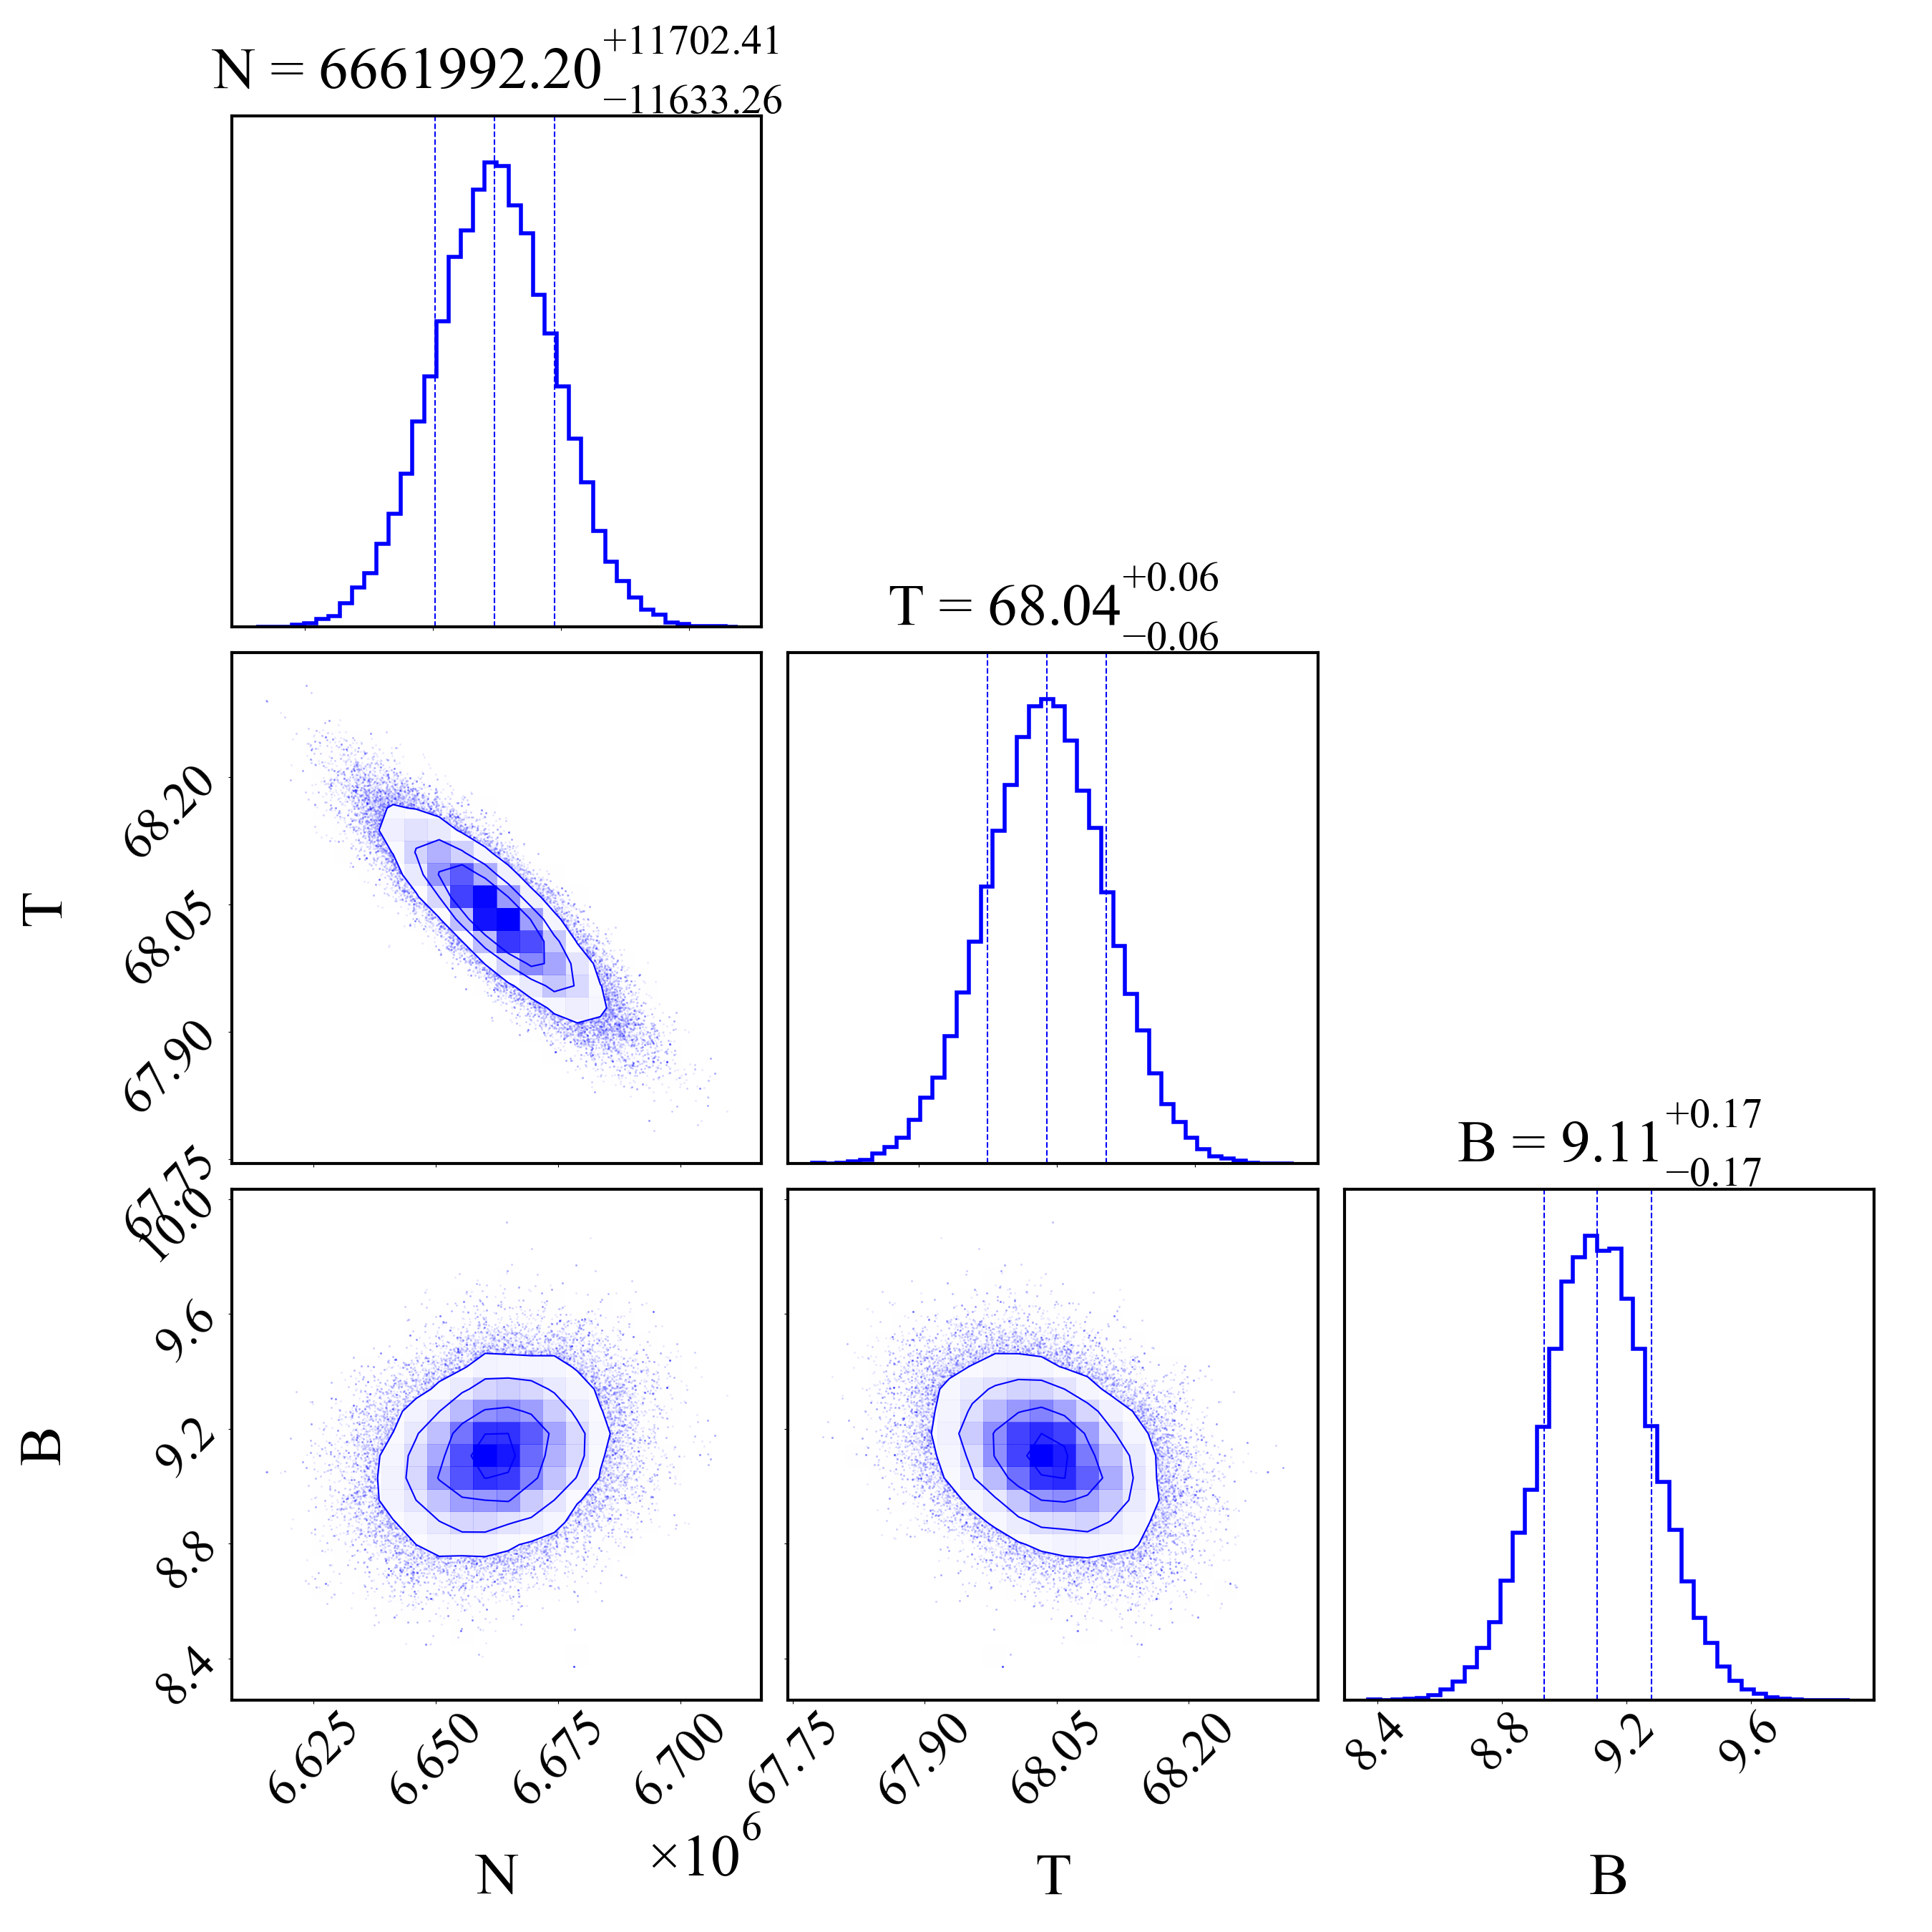 N = 6661992.20 +11702.41 −11633.26
T = 68.04 +0.06 −0.06
T
68.20
68.05
67.90
67.75
B = 9.11 +0.17 −0.17
B
10.0
9.6
9.2
8.8
8.4
6.625 6.650 6.675 6.700 67.75 67.90 68.05 68.20 8.4 8.8 9.2 9.6
×10^6
N T B